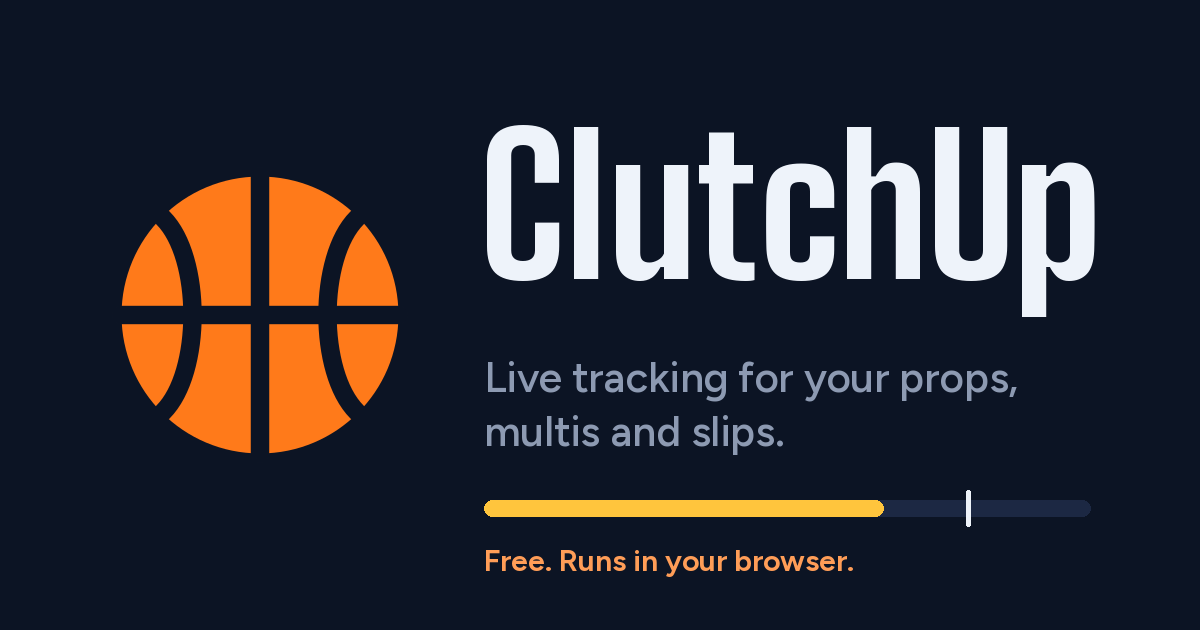 ClutchUp
Live tracking for your props,
multis and slips.
Free. Runs in your browser.